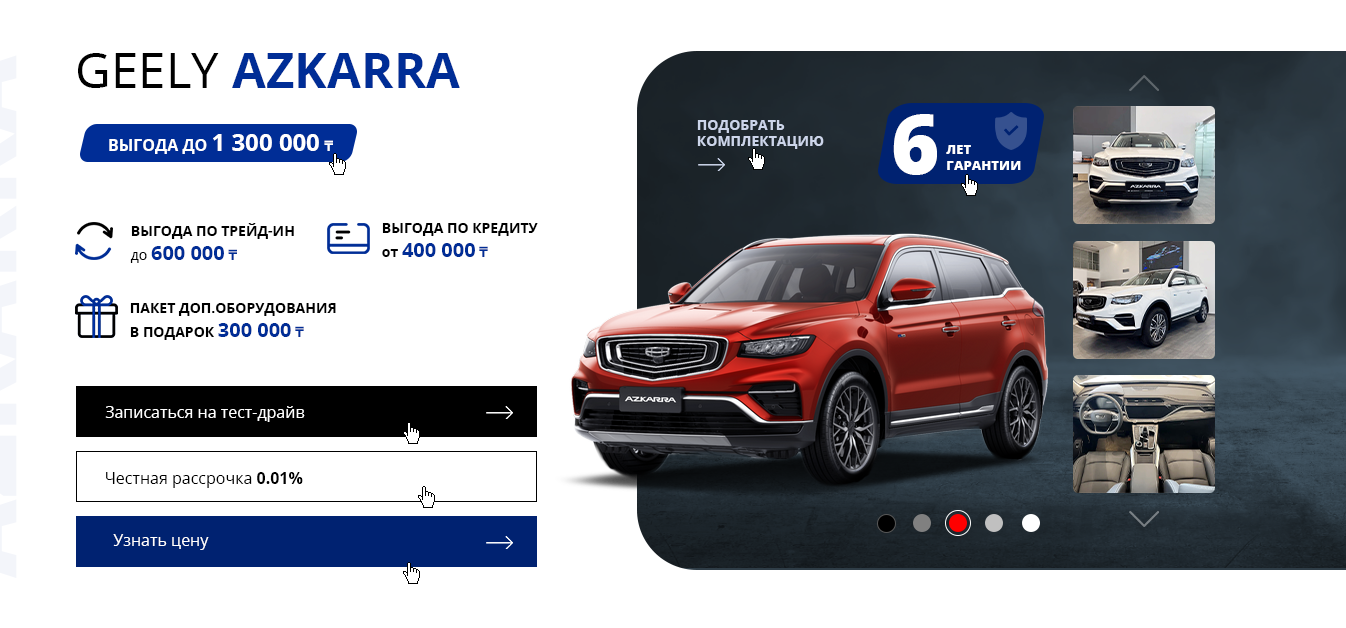 GEELY AZKARRA
ВЫГОДА ДО 1 300 000 ₸
ВЫГОДА ПО ТРЕЙД-ИН
до 600 000 ₸
ВЫГОДА ПО КРЕДИТУ
от 400 000 ₸
ПАКЕТ ДОП.ОБОРУДОВАНИЯ
В ПОДАРОК 300 000 ₸
Записаться на тест-драйв
Честная рассрочка 0.01%
Узнать цену
ПОДОБРАТЬ
КОМПЛЕКТАЦИЮ
6 ЛЕТ
ГАРАНТИИ
AZKARRA
AZKARRA